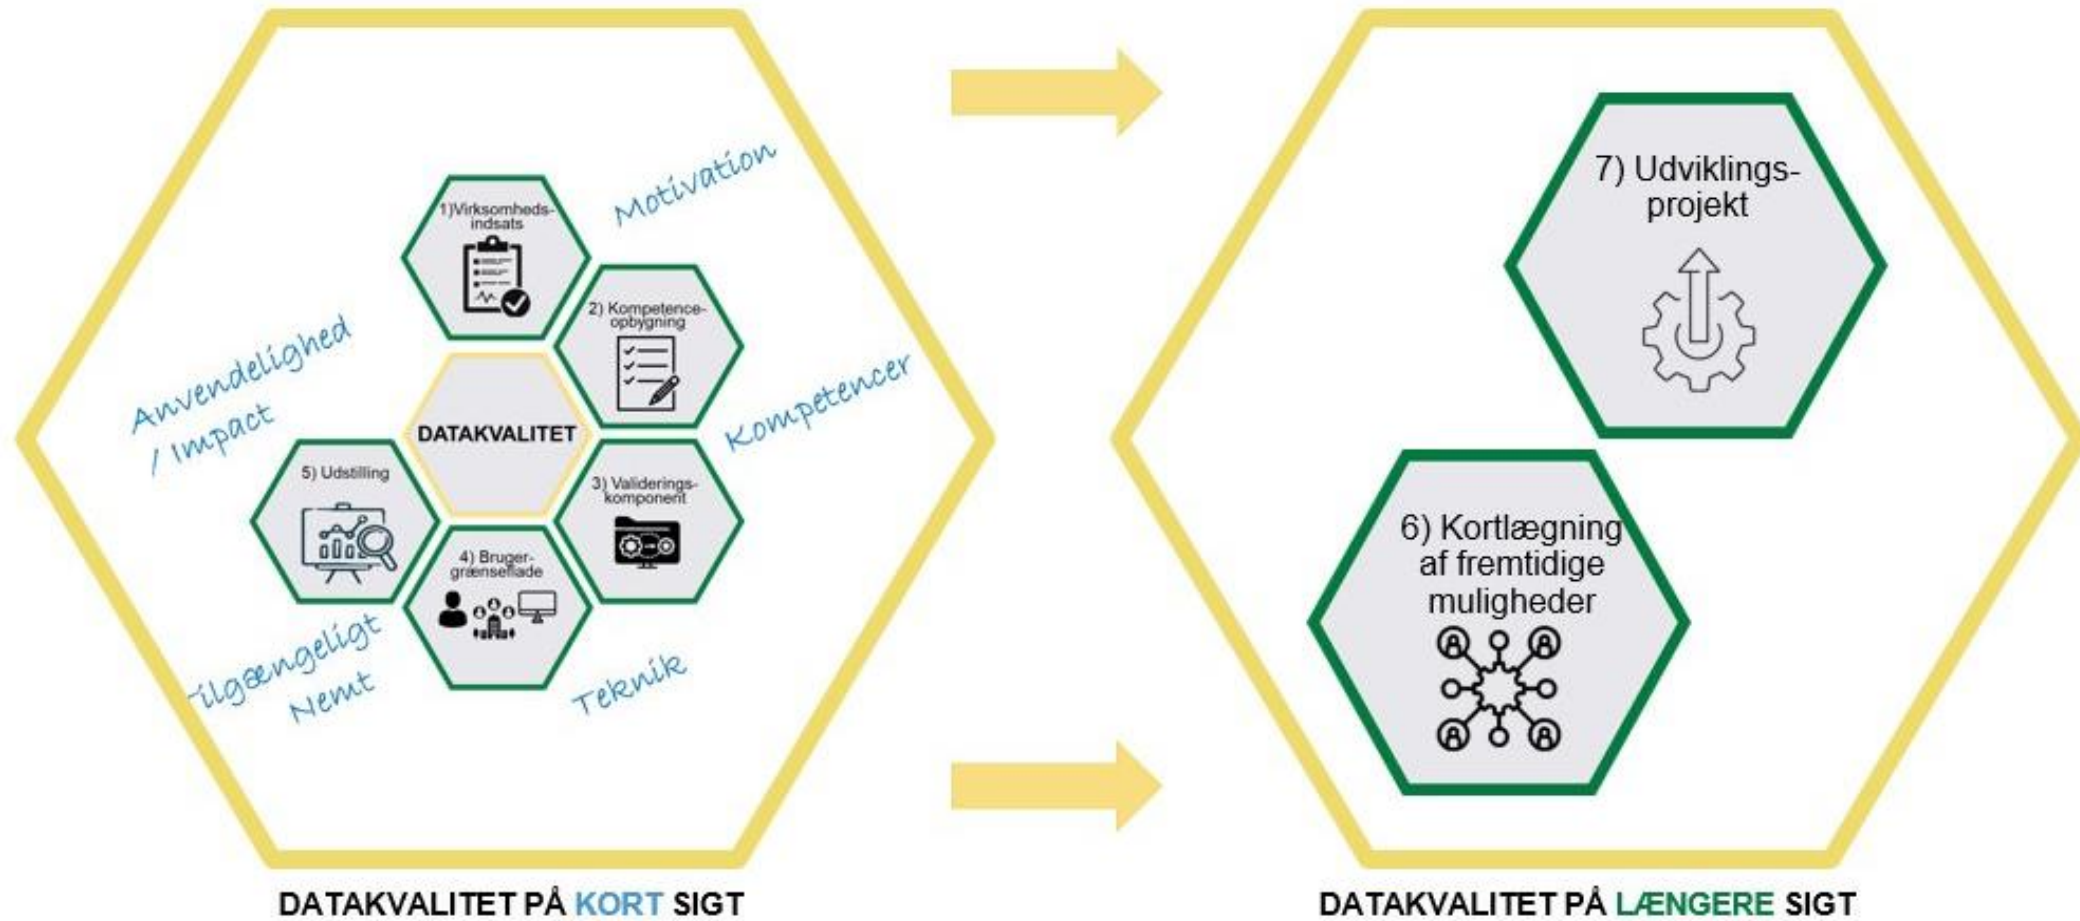 Motivation
1)Virksomheds-
indsats
2) Kompetence-
opbygning
Anvendelighed
/ Impact
Kompetencer
DATAKVALITET
5) Udstilling
3) Validerings-
komponent
4) Bruger-
grænseflade
ilgængeligt
Nemt
Teknik
DATAKVALITET PÅ KORT SIGT
7) Udviklings-
projekt
6) Kortlægning
af fremtidige
muligheder
DATAKVALITET PÅ LÆNGERE SIGT